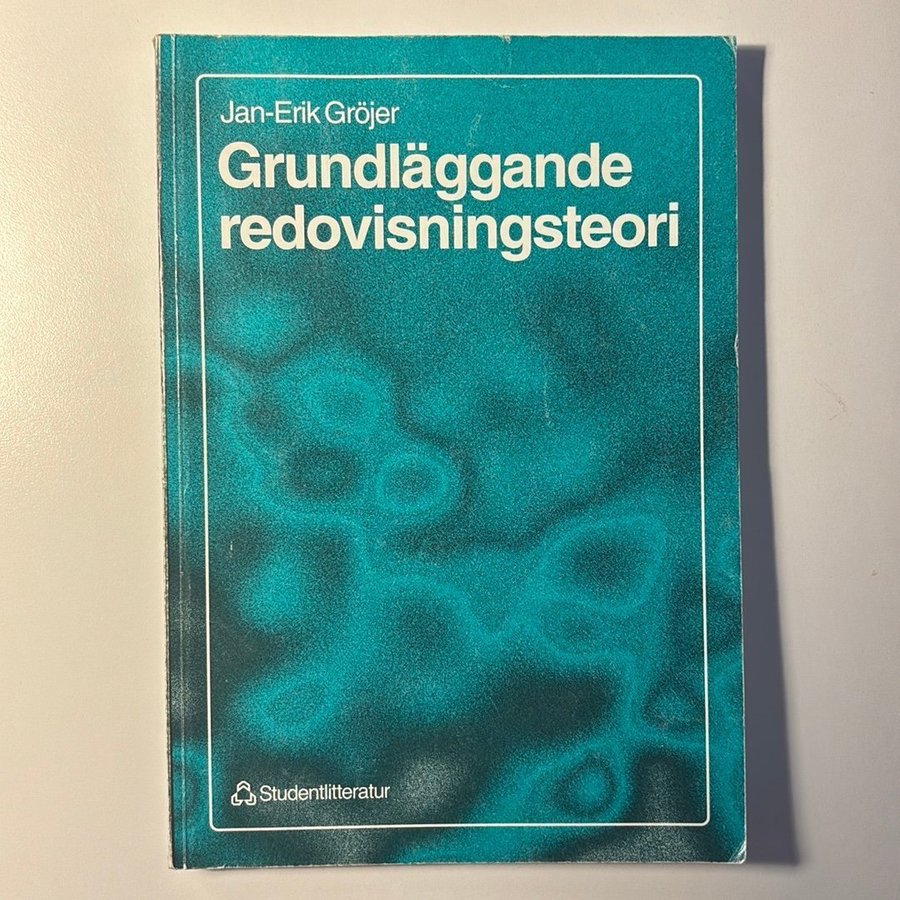 Jan-Erik Gröjer
Grundläggande
redovisningsteori
Studentlitteratur